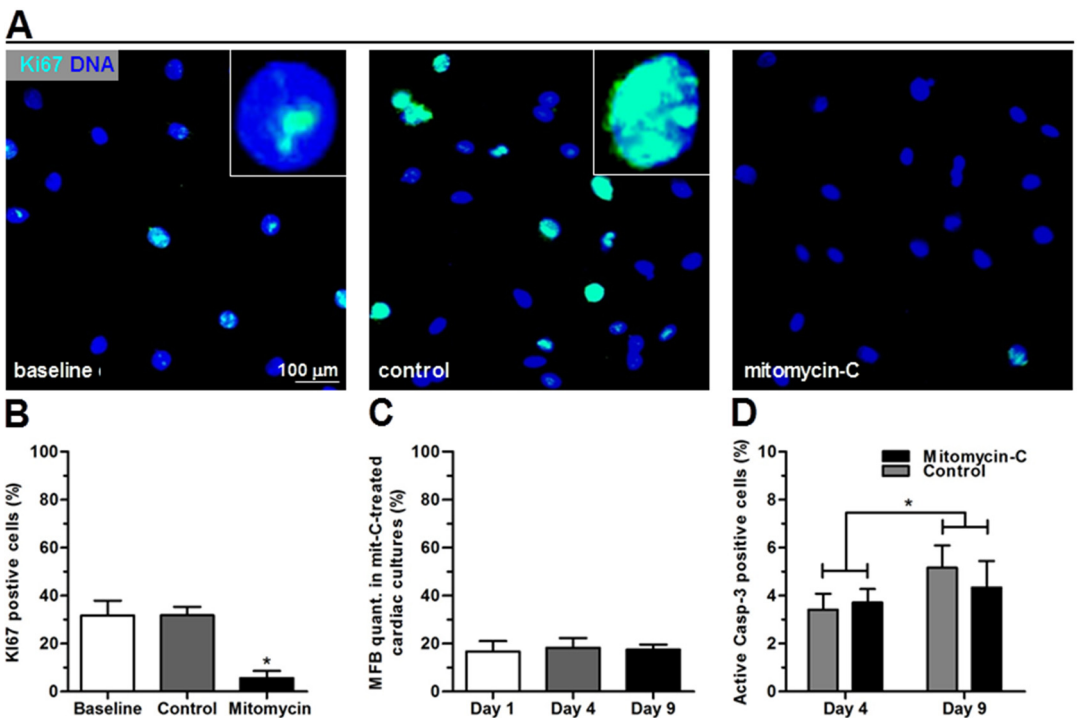 A
Ki67 DNA
baseline
100 μm
control
mitomycin-C
B
KI67 postive cells (%)
100
80
60
40
20
0
Baseline Control Mitomycin
*
C
MFB quant. in mit-C-treated
cardiac cultures (%)
100
80
60
40
20
0
Day 1 Day 4 Day 9
D
Active Casp-3 positive cells (%)
10
8
6
4
2
0
Mitomycin-C
Control
*
Day 4 Day 9